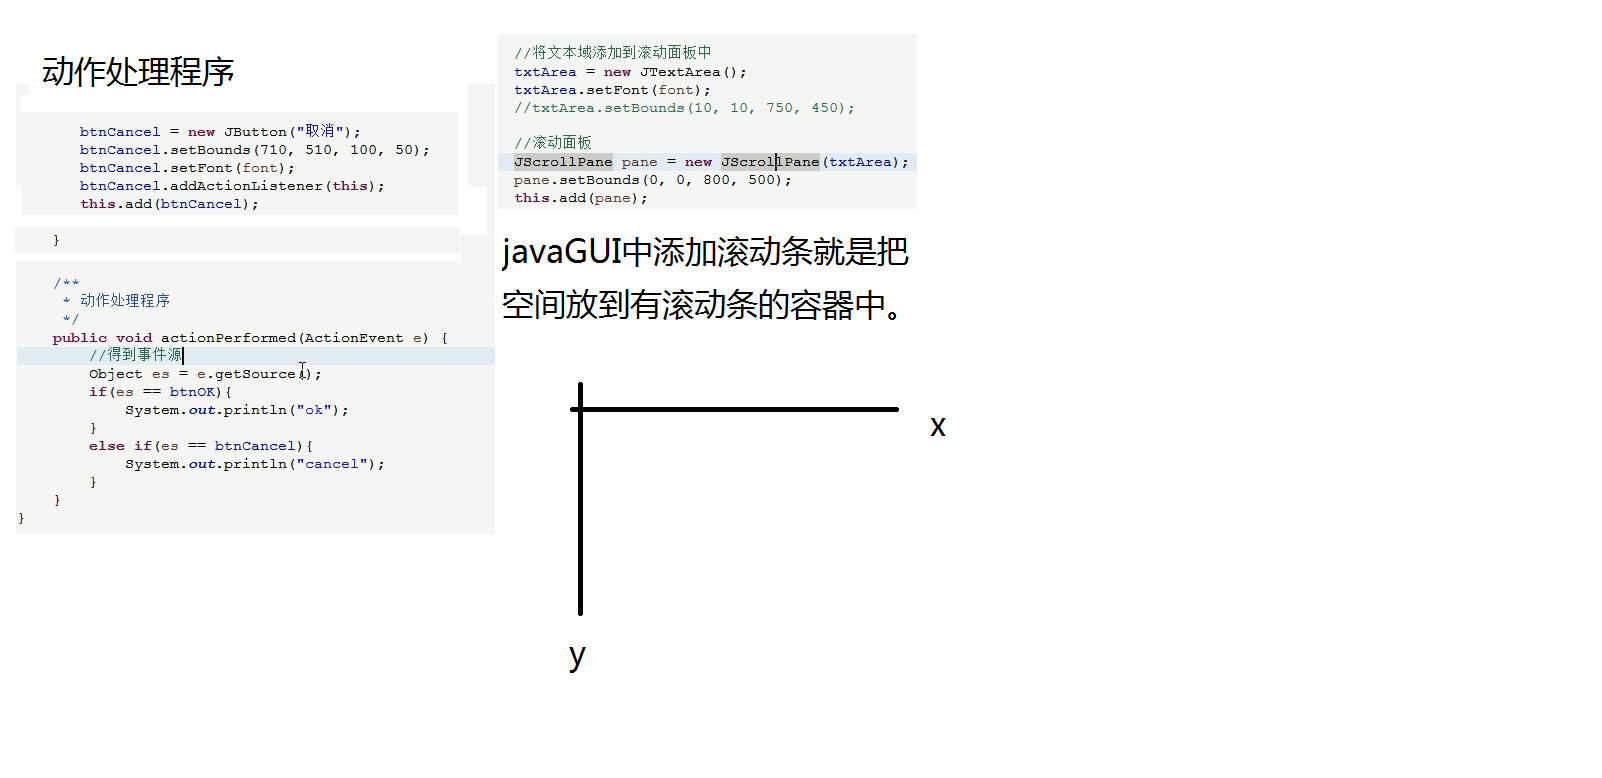 动作处理程序
btnCancel = new JButton("取消");
btnCancel.setBounds(710, 510, 100, 50);
btnCancel.setFont(font);
btnCancel.addActionListener(this);
this.add(btnCancel);
}
/**
* 动作处理程序
*/
public void actionPerformed(ActionEvent e) {
//得到事件源
Object es = e.getSource();
if(es == btnOK){
System.out.println("ok");
}
else if(es == btnCancel){
System.out.println("cancel");
}
}
}
//将文本域添加到滚动面板中
txtArea = new JTextArea();
txtArea.setFont(font);
//txtArea.setBounds(10, 10, 750, 450);
//滚动面板
JScrollPane pane = new JScrollPane(txtArea);
pane.setBounds(0, 0, 800, 500);
this.add(pane);
javaGUI中添加滚动条就是把
空间放到有滚动条的容器中。
x
y